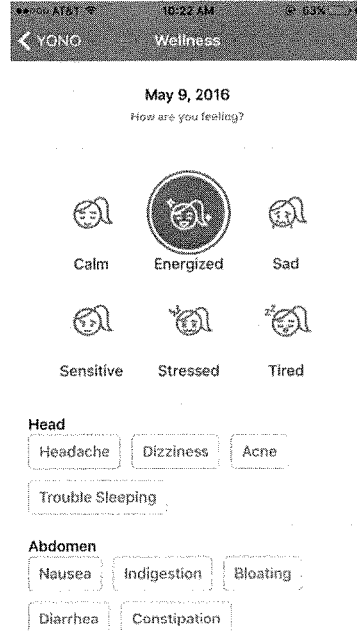 AT&T 10:22 AM 63%
YONO Wellness
May 9, 2016
How are you feeling?
Calm Energized Sad
Sensitive Stressed Tired
Head
Headache Dizziness Acne
Trouble Sleeping
Abdomen
Nausea Indigestion Bloating
Diarrhea Constipation